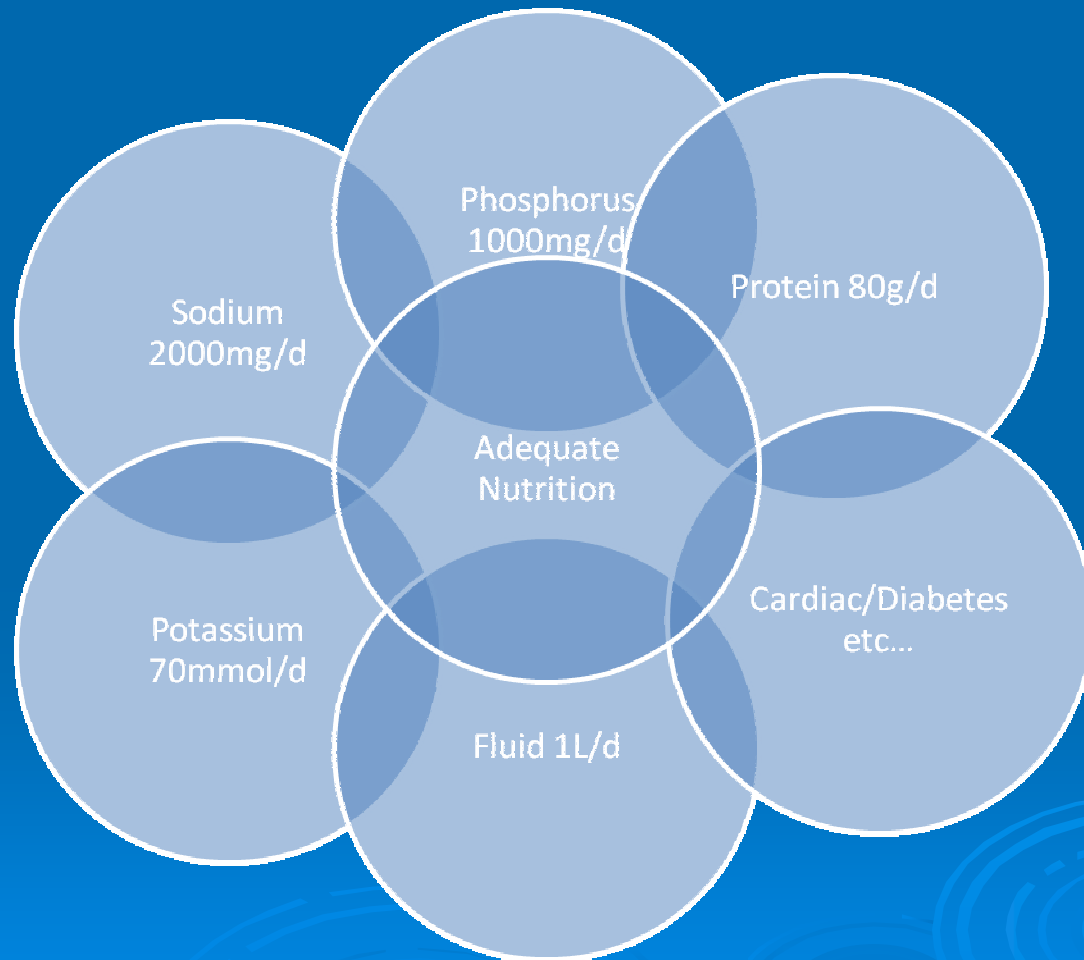 Phosphorus
1000mg/d
Protein 80g/d
Sodium
2000mg/d
Adequate
Nutrition
Cardiac/Diabetes
etc...
Potassium
70mmol/d
Fluid 1L/d